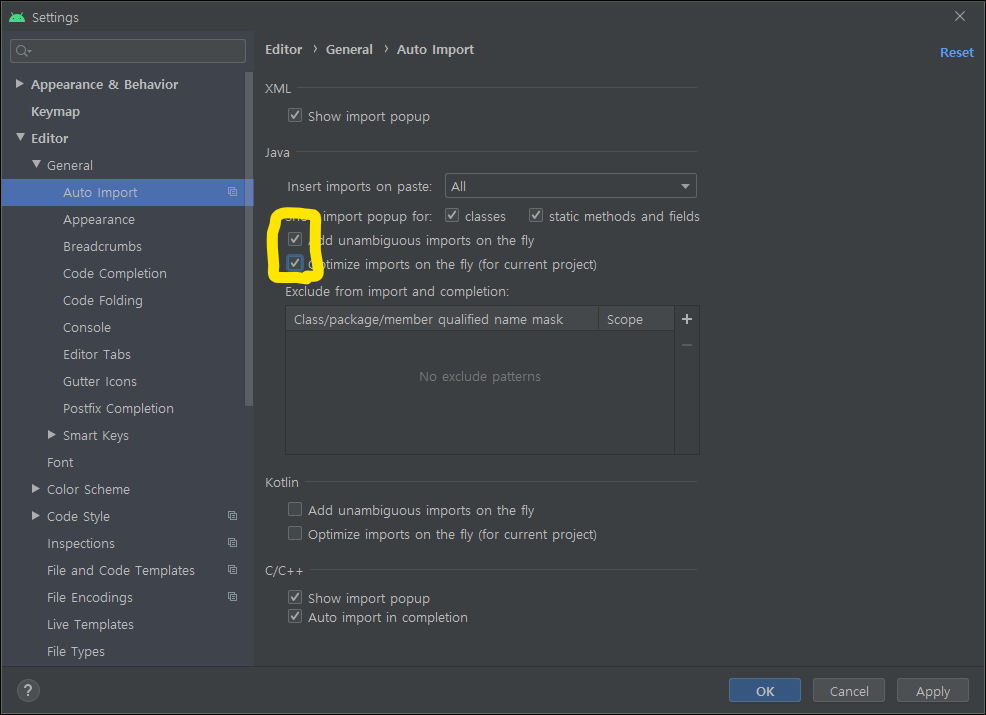 Settings
Editor › General › Auto Import
Reset
Appearance & Behavior
Keymap
Editor
General
Auto Import
Appearance
Breadcrumbs
Code Completion
Code Folding
Console
Editor Tabs
Gutter Icons
Postfix Completion
Smart Keys
Font
Color Scheme
Code Style
Inspections
File and Code Templates
File Encodings
Live Templates
File Types
XML
Show import popup
Java
Insert imports on paste: All
import popup for: classes static methods and fields
unambiguous imports on the fly
imports on the fly (for current project)
Exclude from import and completion:
Class/package/member qualified name mask Scope
No exclude patterns
Kotlin
Add unambiguous imports on the fly
Optimize imports on the fly (for current project)
C/C++
Show import popup
Auto import in completion
?
OK Cancel Apply